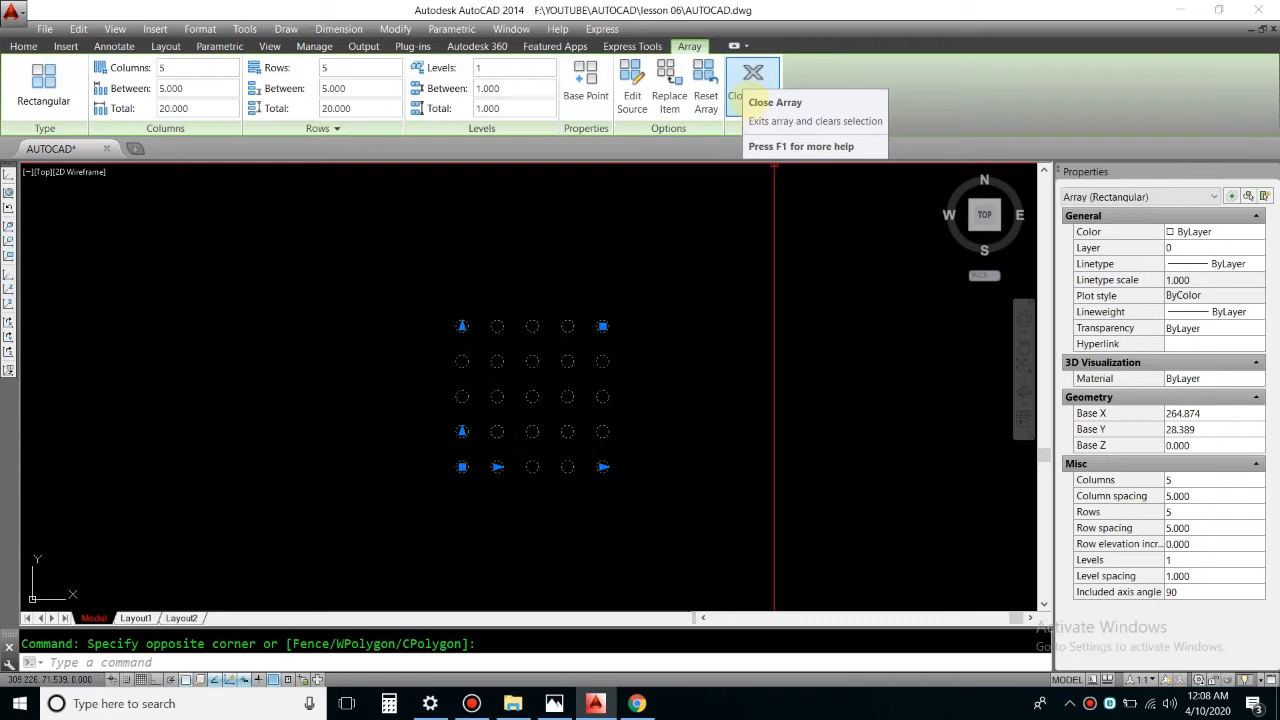 Autodesk AutoCAD 2014 F:\YOUTUBE\AUTOCAD\lesson 06\AUTOCAD.dwg
File Edit View Insert Format Tools Draw Dimension Modify Parametric Window Help Express
Home Insert Annotate Layout Parametric View Manage Output Plug-ins Autodesk 360 Featured Apps Express Tools Array
Columns: 5 Rows: 5 Levels: 1
Between: 5.000 Between: 5.000 Between: 1.000
Total: 20.000 Total: 20.000 Total: 1.000
Rectangular
Base Point
Edit Source
Replace Item
Reset Array
Type Columns Rows Levels Properties Options
Close Array
Exits array and clears selection
Press F1 for more help
AUTOCAD*
[−][Top][2D Wireframe]
N
W TOP E
S
WCS
Y
X
Properties
Array (Rectangular)
General
Color ByLayer
Layer 0
Linetype ByLayer
Linetype scale 1.000
Plot style ByColor
Lineweight ByLayer
Transparency ByLayer
Hyperlink
3D Visualization
Material ByLayer
Geometry
Base X 264.874
Base Y 28.389
Base Z 0.000
Misc
Columns 5
Column spacing 5.000
Rows 5
Row spacing 5.000
Row elevation incr... 0.000
Levels 1
Level spacing 1.000
Included axis angle 90
Model Layout1 Layout2
Activate Windows
Go to Settings to activate Windows.
Command: Specify opposite corner or [Fence/WPolygon/CPolygon]:
Type a command
309.226, 71.539, 0.000 MODEL 1:1
Type here to search
12:08 AM
4/10/2020
3